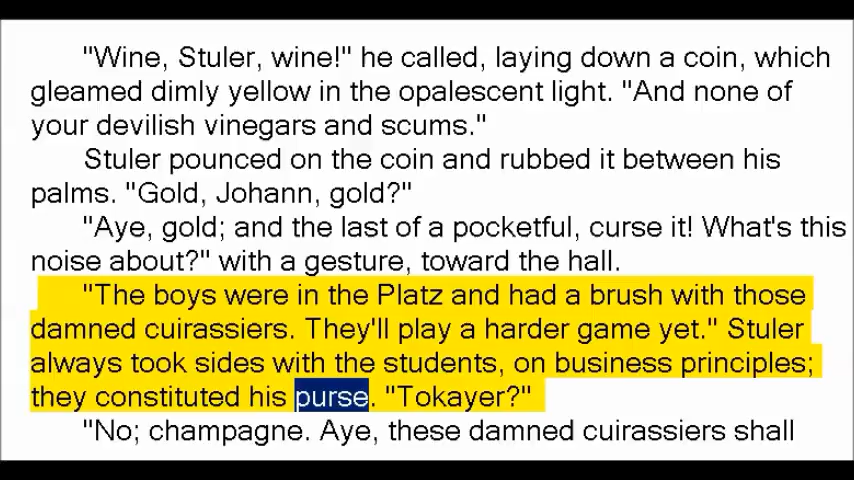 "Wine, Stuler, wine!" he called, laying down a coin, which
gleamed dimly yellow in the opalescent light. "And none of
your devilish vinegars and scums."
Stuler pounced on the coin and rubbed it between his
palms. "Gold, Johann, gold?"
"Aye, gold; and the last of a pocketful, curse it! What's this
noise about?" with a gesture, toward the hall.
"The boys were in the Platz and had a brush with those
damned cuirassiers. They'll play a harder game yet." Stuler
always took sides with the students, on business principles;
they constituted his purse. "Tokayer?"
"No; champagne. Aye, these damned cuirassiers shall